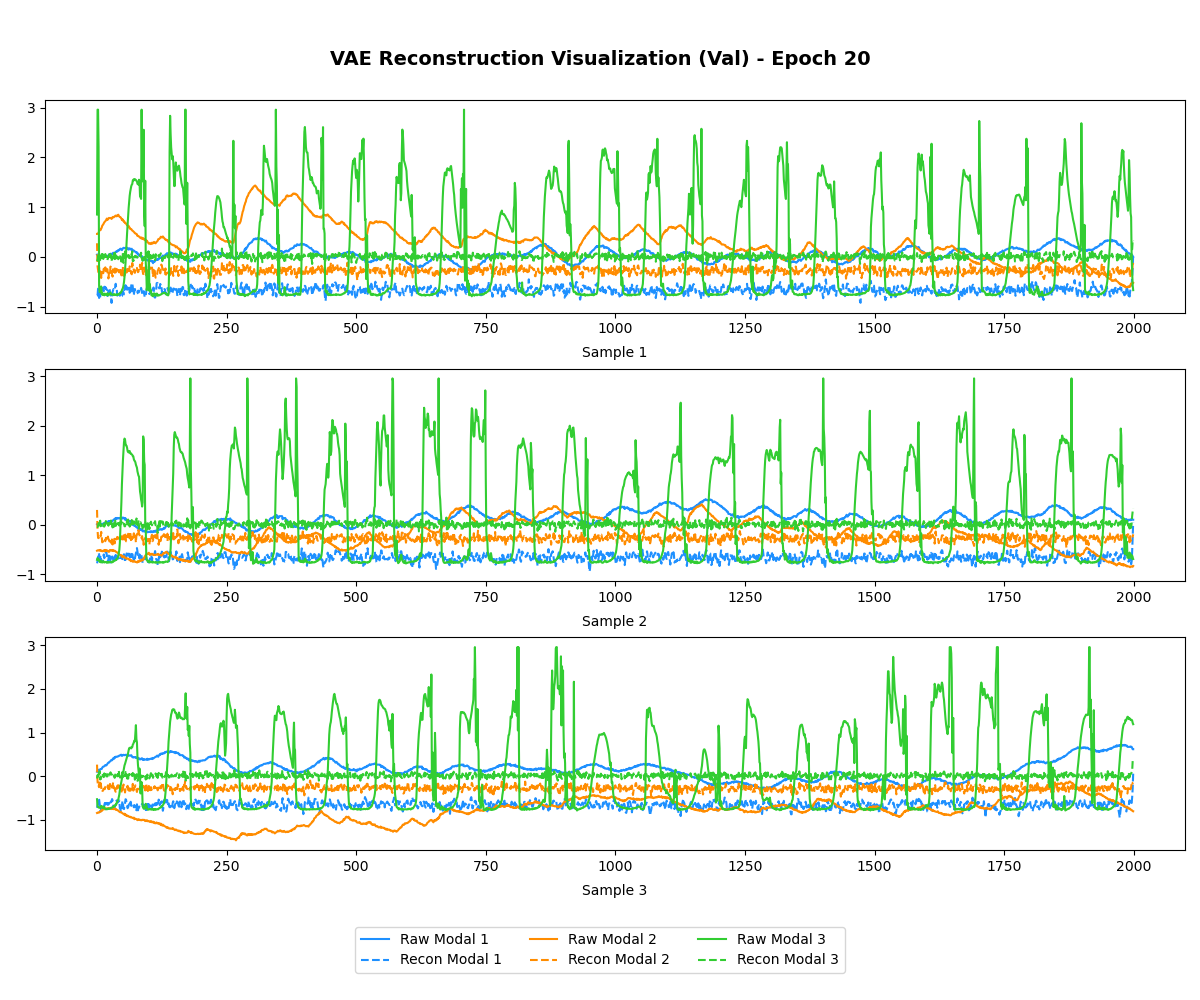 VAE Reconstruction Visualization (Val) - Epoch 20
3
2
1
0
−1
0 250 500 750 1000 1250 1500 1750 2000
Sample 1
3
2
1
0
−1
0 250 500 750 1000 1250 1500 1750 2000
Sample 2
3
2
1
0
−1
0 250 500 750 1000 1250 1500 1750 2000
Sample 3
Raw Modal 1 Raw Modal 2 Raw Modal 3
Recon Modal 1 Recon Modal 2 Recon Modal 3